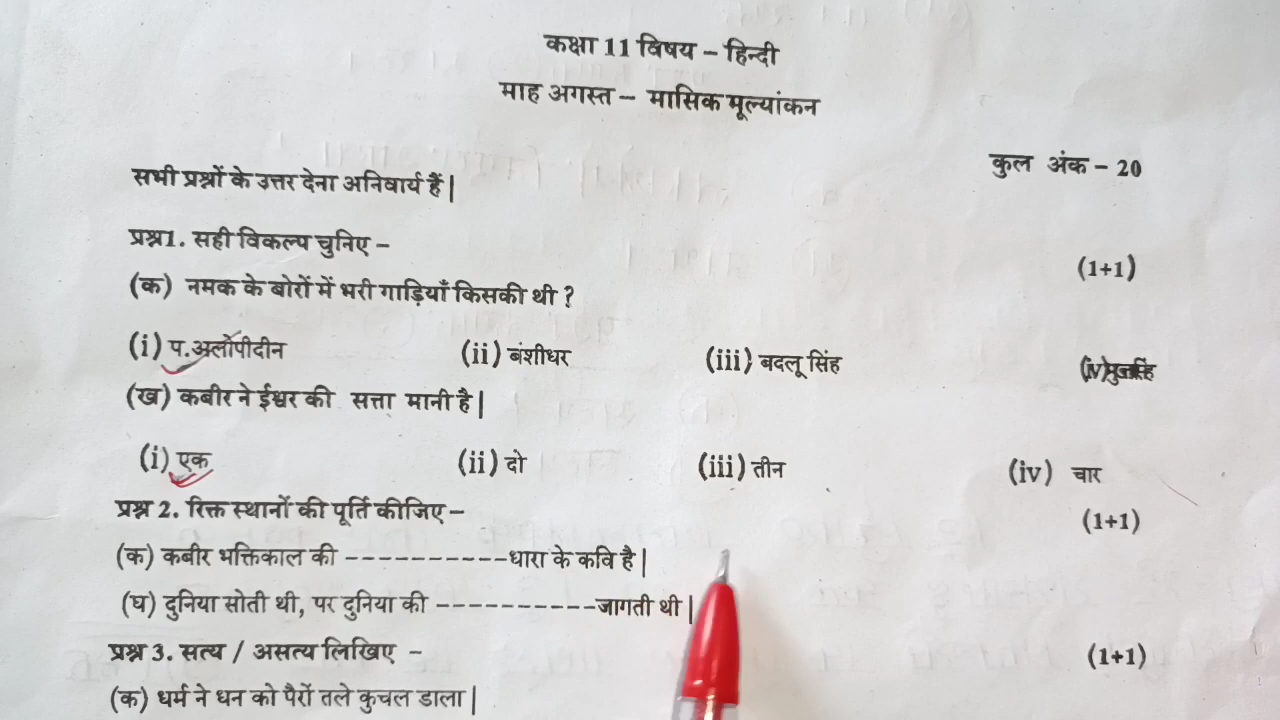 कक्षा 11 विषय – हिन्दी
माह अगस्त – मासिक मूल्यांकन
कुल अंक – 20
सभी प्रश्नों के उत्तर देना अनिवार्य हैं |
प्रश्न1. सही विकल्प चुनिए –
(1+1)
(क) नमक के बोरों में भरी गाड़ियाँ किसकी थी ?
(i) प.अलोपीदीन (ii) बंशीधर (iii) बदलू सिंह (iv)
(ख) कबीर ने ईश्वर की सत्ता मानी है |
(i) एक (ii) दो (iii) तीन (iv) चार
प्रश्न 2. रिक्त स्थानों की पूर्ति कीजिए –
(1+1)
(क) कबीर भक्तिकाल की ----------धारा के कवि है |
(घ) दुनिया सोती थी, पर दुनिया की ----------जागती थी |
प्रश्न 3. सत्य / असत्य लिखिए -
(1+1)
(क) धर्म ने धन को पैरों तले कुचल डाला |